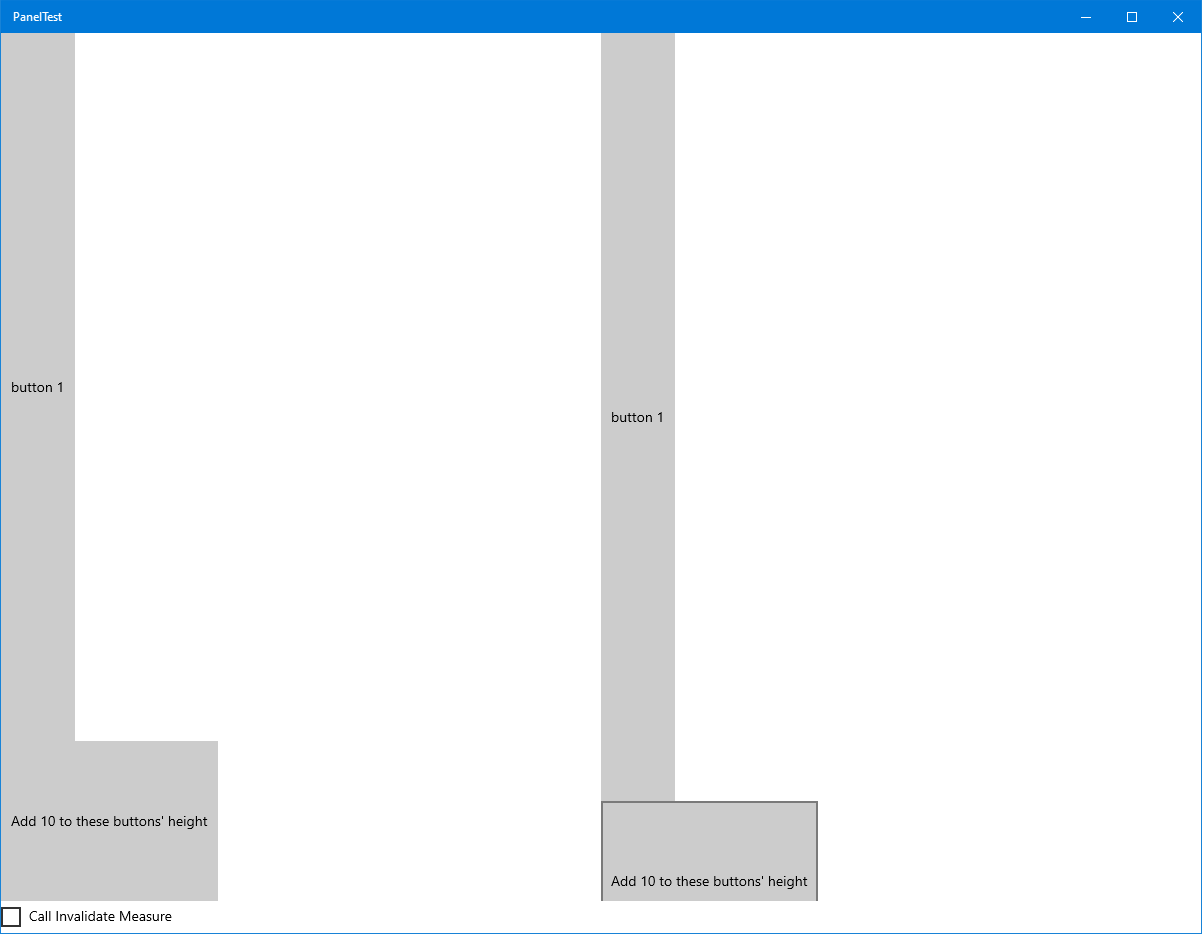 PanelTest
button 1
button 1
Add 10 to these buttons' height
Add 10 to these buttons' height
Call Invalidate Measure